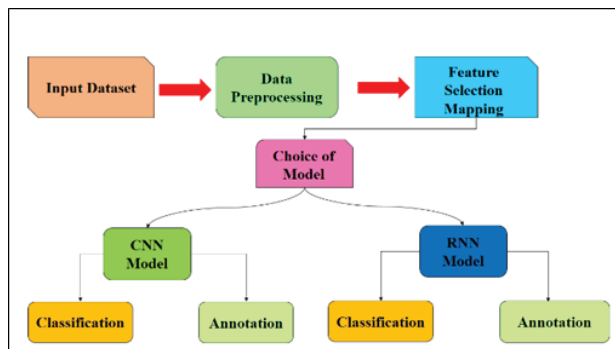 Input Dataset
Data
Preprocessing
Feature
Selection
Mapping
Choice of
Model
CNN
Model
RNN
Model
Classification
Annotation
Classification
Annotation